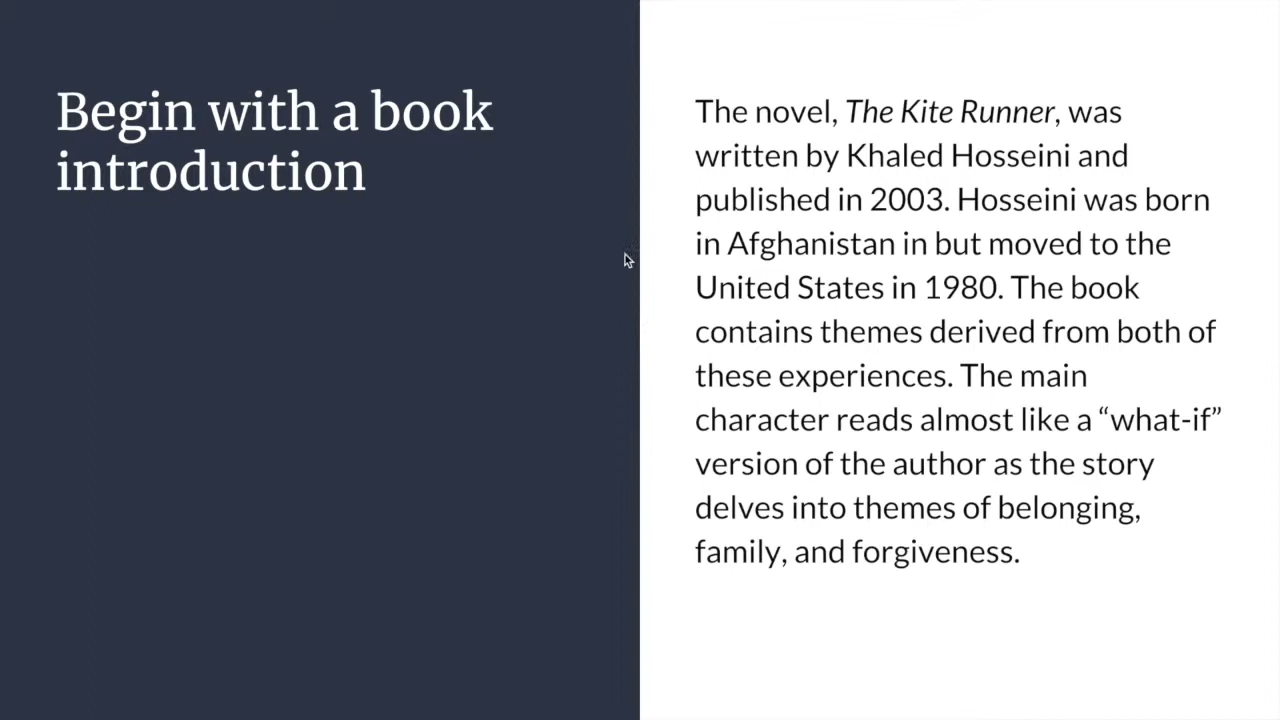 Begin with a book
introduction
The novel, The Kite Runner, was
written by Khaled Hosseini and
published in 2003. Hosseini was born
in Afghanistan in but moved to the
United States in 1980. The book
contains themes derived from both of
these experiences. The main
character reads almost like a “what-if”
version of the author as the story
delves into themes of belonging,
family, and forgiveness.